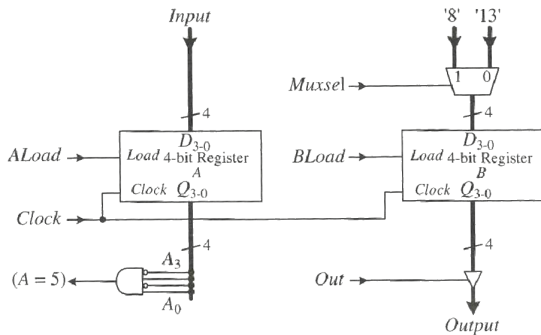 Input
'8' '13'
1 0
Muxsel
4 4
D3-0 D3-0
ALoad Load 4-bit Register BLoad Load 4-bit Register
A B
Clock Q3-0 Clock Q3-0
Clock
4 4
(A = 5) A3
A0
Out
Output